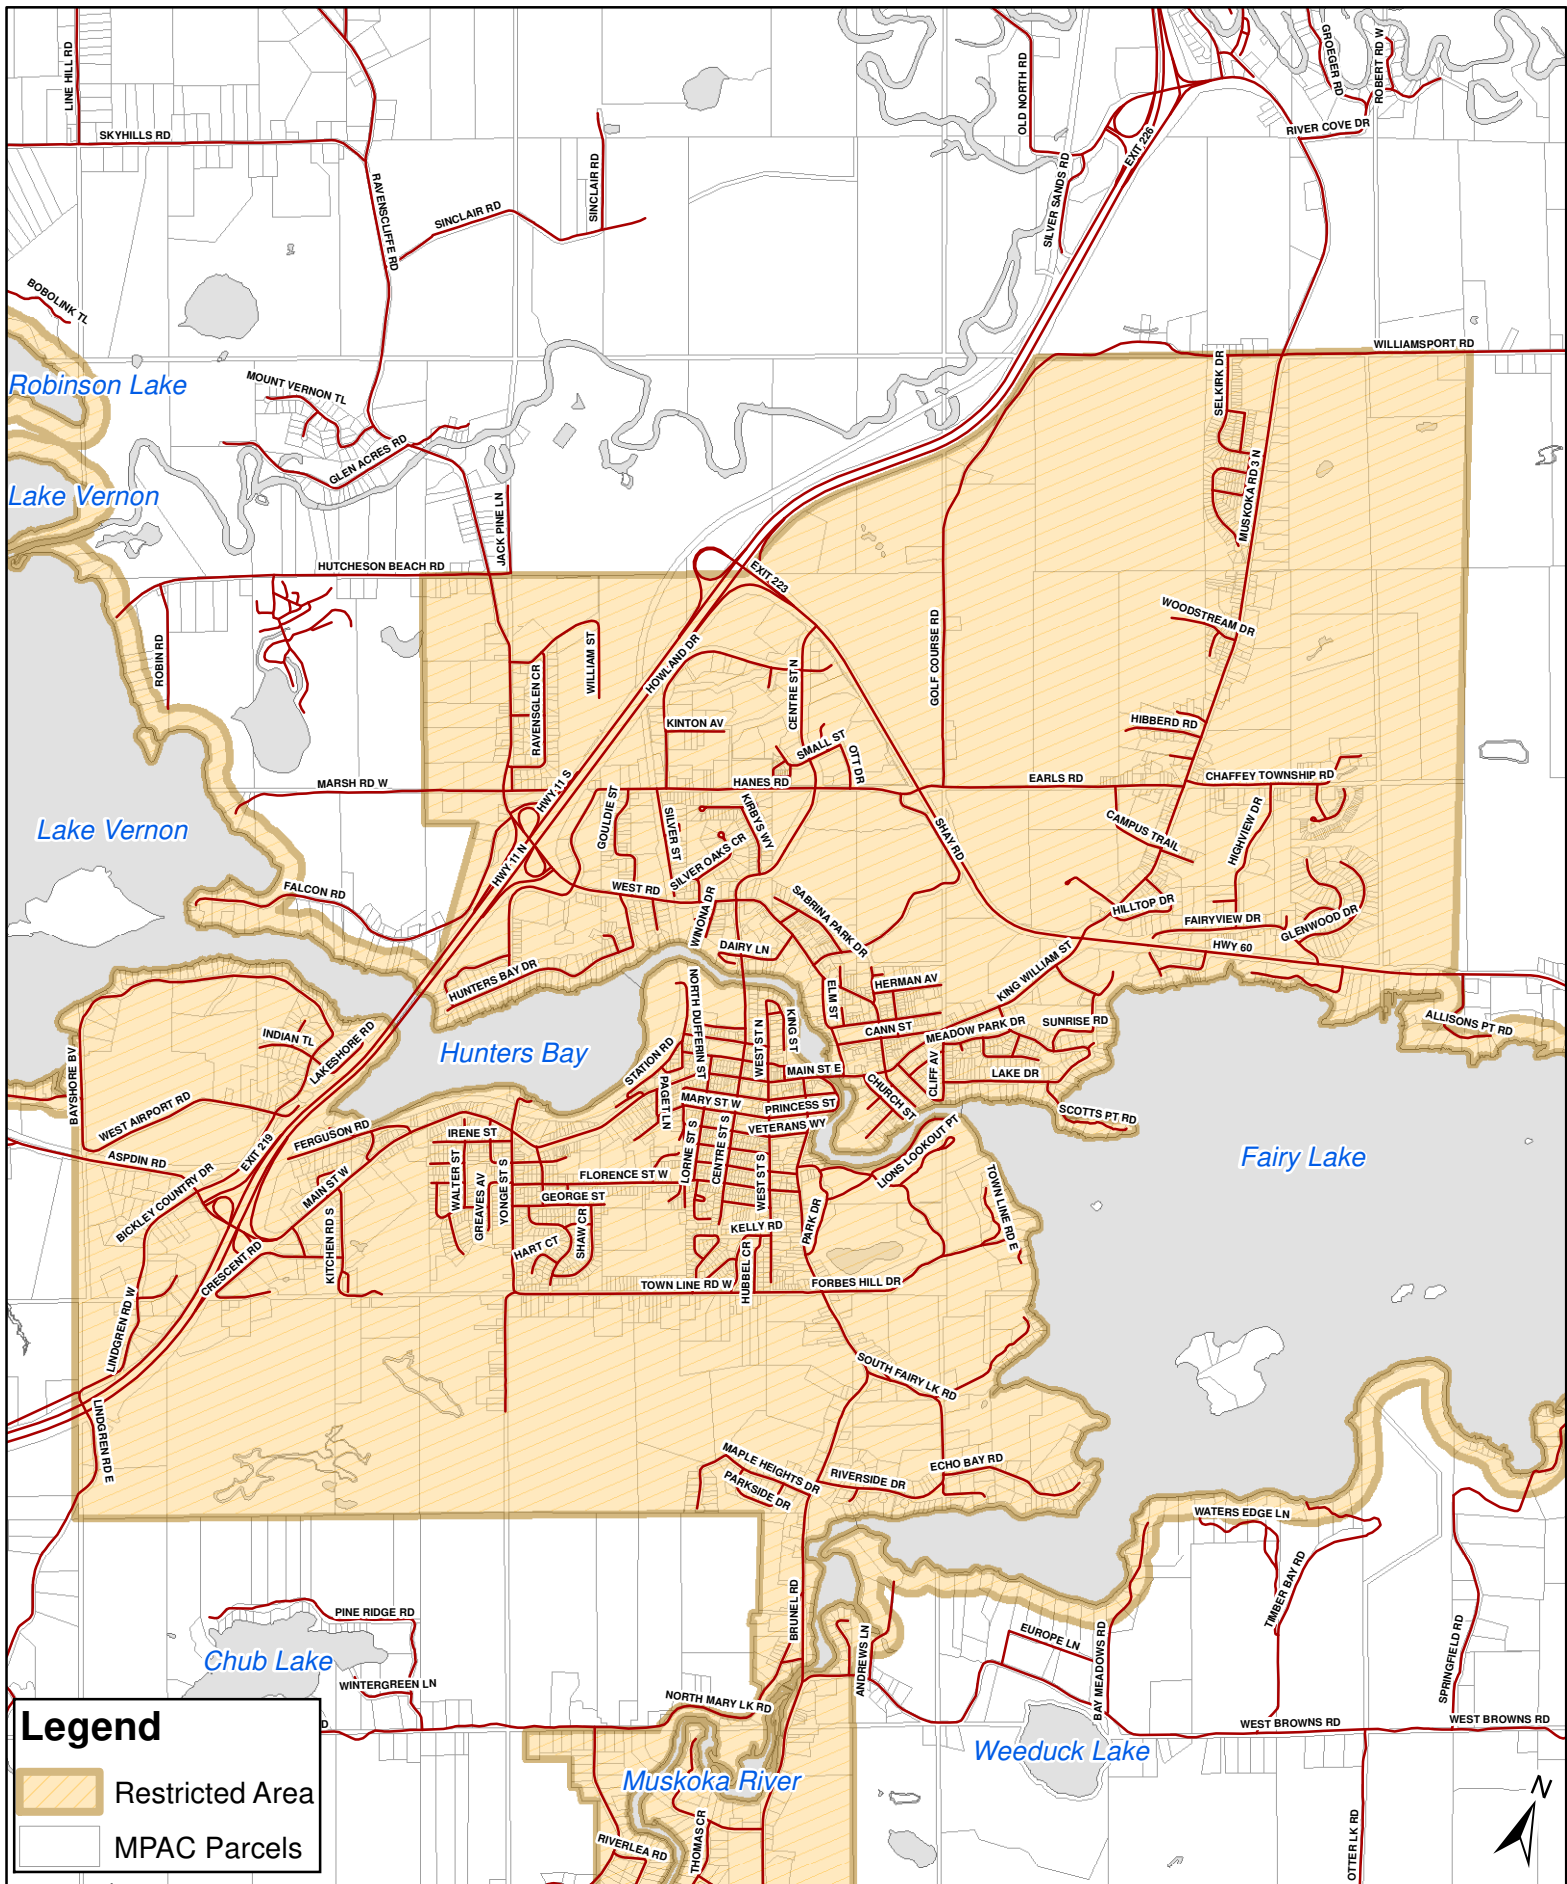 LINE HILL RD
OLD NORTH RD
GROEGER RD
ROBERT RD W
SKYHILLS RD
RIVER COVE DR
EXIT 226
RAVENSCLIFFE RD
SINCLAIR RD
SINCLAIR RD
SILVER SANDS RD
BOBOLINK TL
WILLIAMSPORT RD
Robinson Lake
MOUNT VERNON TL
SELKIRK DR
GLEN ACRES RD
Lake Vernon
JACK PINE LN
MUSKOKA RD 3 N
HUTCHESON BEACH RD
EXIT 223
WOODSTREAM DR
ROBIN RD
WILLIAM ST
HOWLAND DR
GOLF COURSE RD
RAVENSGLEN CR
CENTRE ST N
KINTON AV
HIBBERD RD
SMALL ST
OTT DR
MARSH RD W
HWY 11 S
HANES RD
EARLS RD
CHAFFEY TOWNSHIP RD
Lake Vernon
GOULDIE ST
SILVER ST
KIRBYS WY
SHAY RD
CAMPUS TRAIL
HIGHVIEW DR
HWY 11 N
SILVER OAKS CR
FALCON RD
WEST RD
WINONA DR
SABRINA PARK DR
HILLTOP DR
FAIRYVIEW DR
GLENWOOD DR
DAIRY LN
HWY 60
HUNTERS BAY DR
NORTH DUFFERIN ST
ELM ST
HERMAN AV
KING WILLIAM ST
INDIAN TL
LAKESHORE RD
Hunters Bay
KING ST
WEST ST N
CANN ST
MEADOW PARK DR
SUNRISE RD
ALLISONS PT RD
BAYSHORE BV
STATION RD
MAIN ST E
CLIFF AV
LAKE DR
WEST AIRPORT RD
PAGET LN
MARY ST W
PRINCESS ST
CHURCH ST
SCOTTS PT RD
EXIT 219
FERGUSON RD
IRENE ST
VETERANS WY
LIONS LOOKOUT PT
Fairy Lake
ASPDIN RD
WALTER ST
GREAVES AV
YONGE ST S
FLORENCE ST W
LORNE ST S
CENTRE ST S
WEST ST S
BICKLEY COUNTRY DR
MAIN ST W
GEORGE ST
TOWN LINE RD E
KITCHEN RD S
SHAW CR
HART CT
KELLY RD
PARK DR
CRESCENT RD
HUBBEL CR
TOWN LINE RD W
FORBES HILL DR
LINDGREN RD W
SOUTH FAIRY LK RD
LINDGREN RD E
MAPLE HEIGHTS DR
PARKSIDE DR
RIVERSIDE DR
ECHO BAY RD
WATERS EDGE LN
TIMBER BAY RD
PINE RIDGE RD
BRUNEL RD
ANDREWS LN
EUROPE LN
BAY MEADOWS RD
SPRINGFIELD RD
Chub Lake
WINTERGREEN LN
NORTH MARY LK RD
D
WEST BROWNS RD
WEST BROWNS RD
Weeduck Lake
Muskoka River
RIVERLEA RD
THOMAS CR
OTTER LK RD
N
Legend
Restricted Area
MPAC Parcels